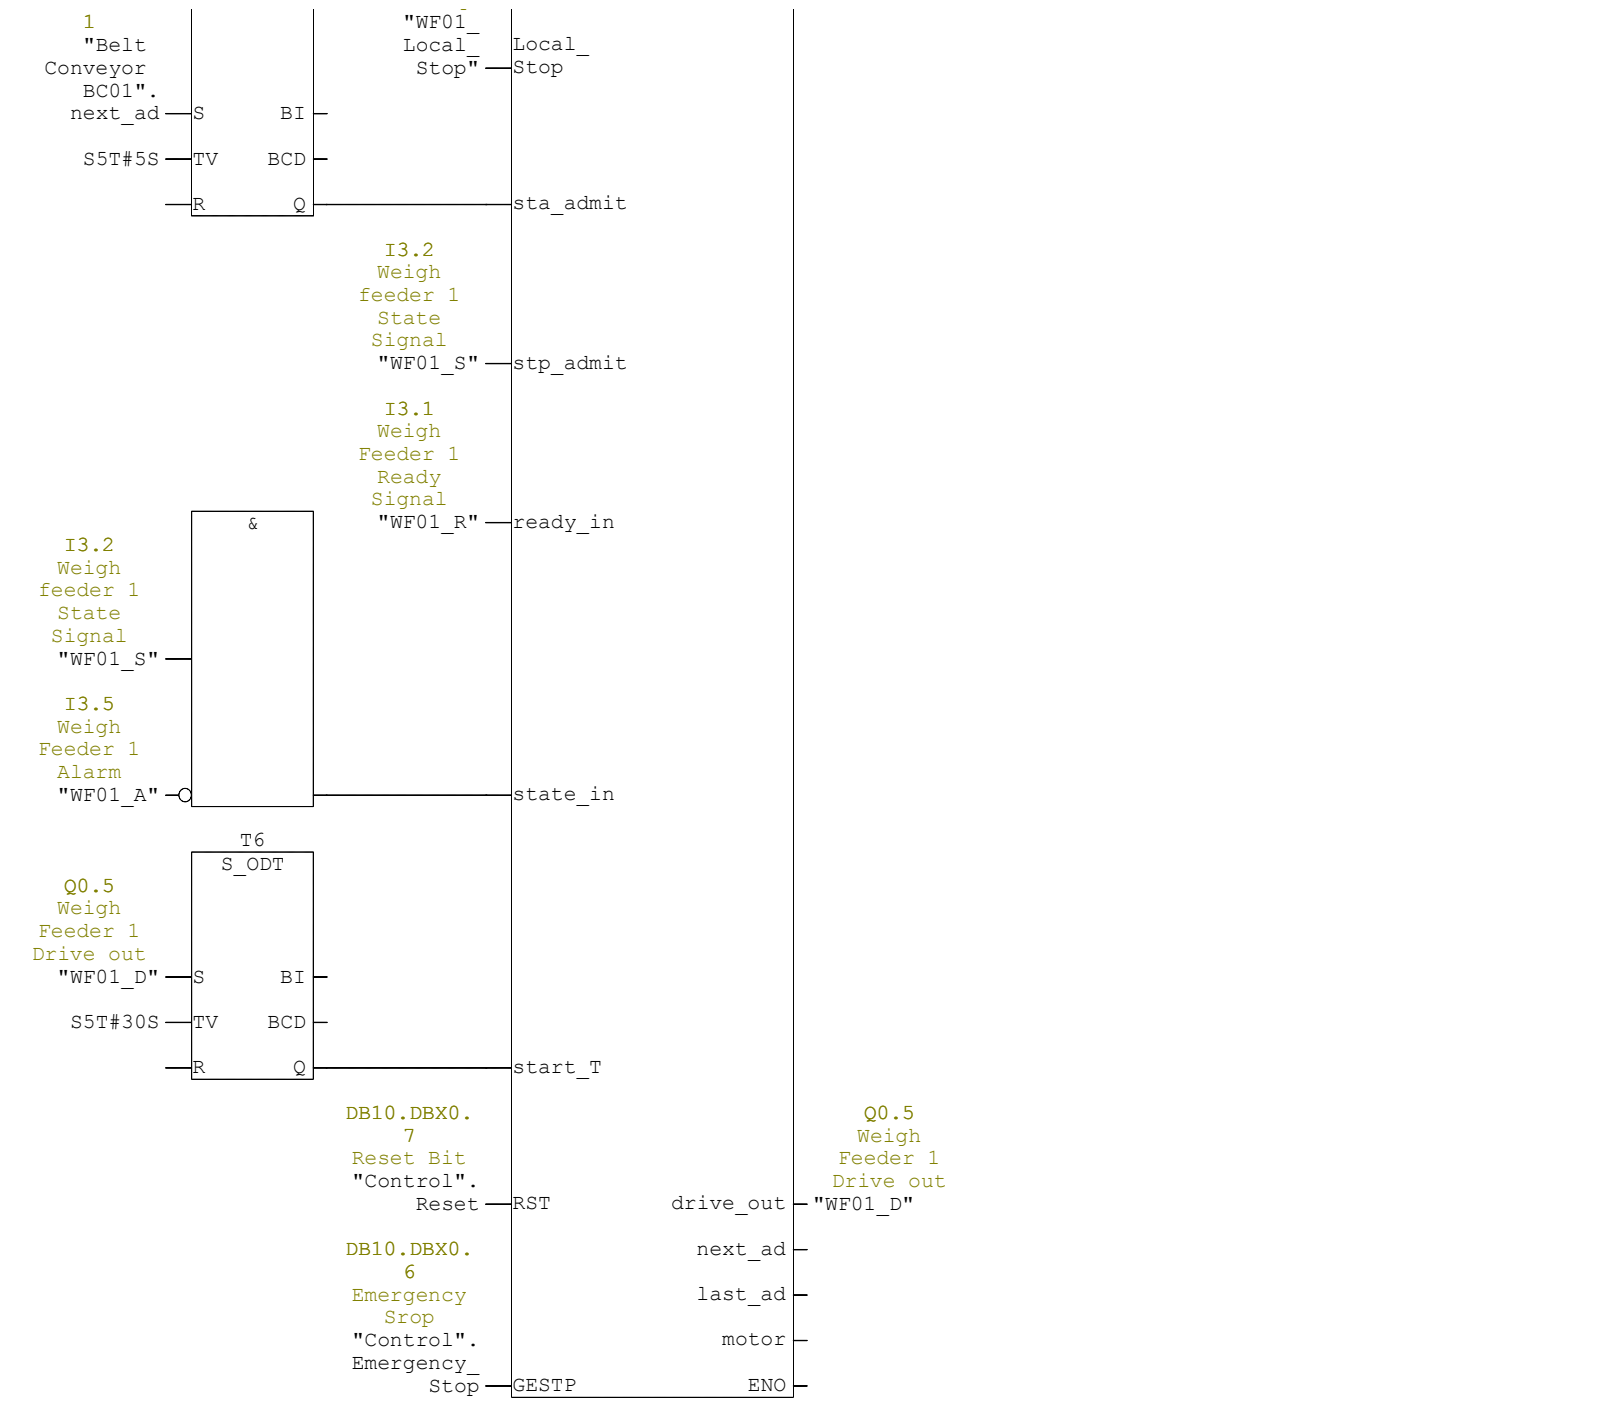 1
"Belt
Conveyor
BC01".
next_ad
S
BI
S5T#5S
TV
BCD
R
Q
"WF01_
Local_
Stop"
Local_
Stop
sta_admit
I3.2
Weigh
feeder 1
State
Signal
"WF01_S"
stp_admit
I3.1
Weigh
Feeder 1
Ready
Signal
"WF01_R"
ready_in
&
I3.2
Weigh
feeder 1
State
Signal
"WF01_S"
I3.5
Weigh
Feeder 1
Alarm
"WF01_A"
state_in
T6
S_ODT
Q0.5
Weigh
Feeder 1
Drive out
"WF01_D"
S
BI
S5T#30S
TV
BCD
R
Q
start_T
DB10.DBX0.
7
Reset Bit
"Control".
Reset
RST
Q0.5
Weigh
Feeder 1
Drive out
drive_out
"WF01_D"
DB10.DBX0.
6
Emergency
Srop
"Control".
Emergency_
Stop
GESTP
next_ad
last_ad
motor
ENO